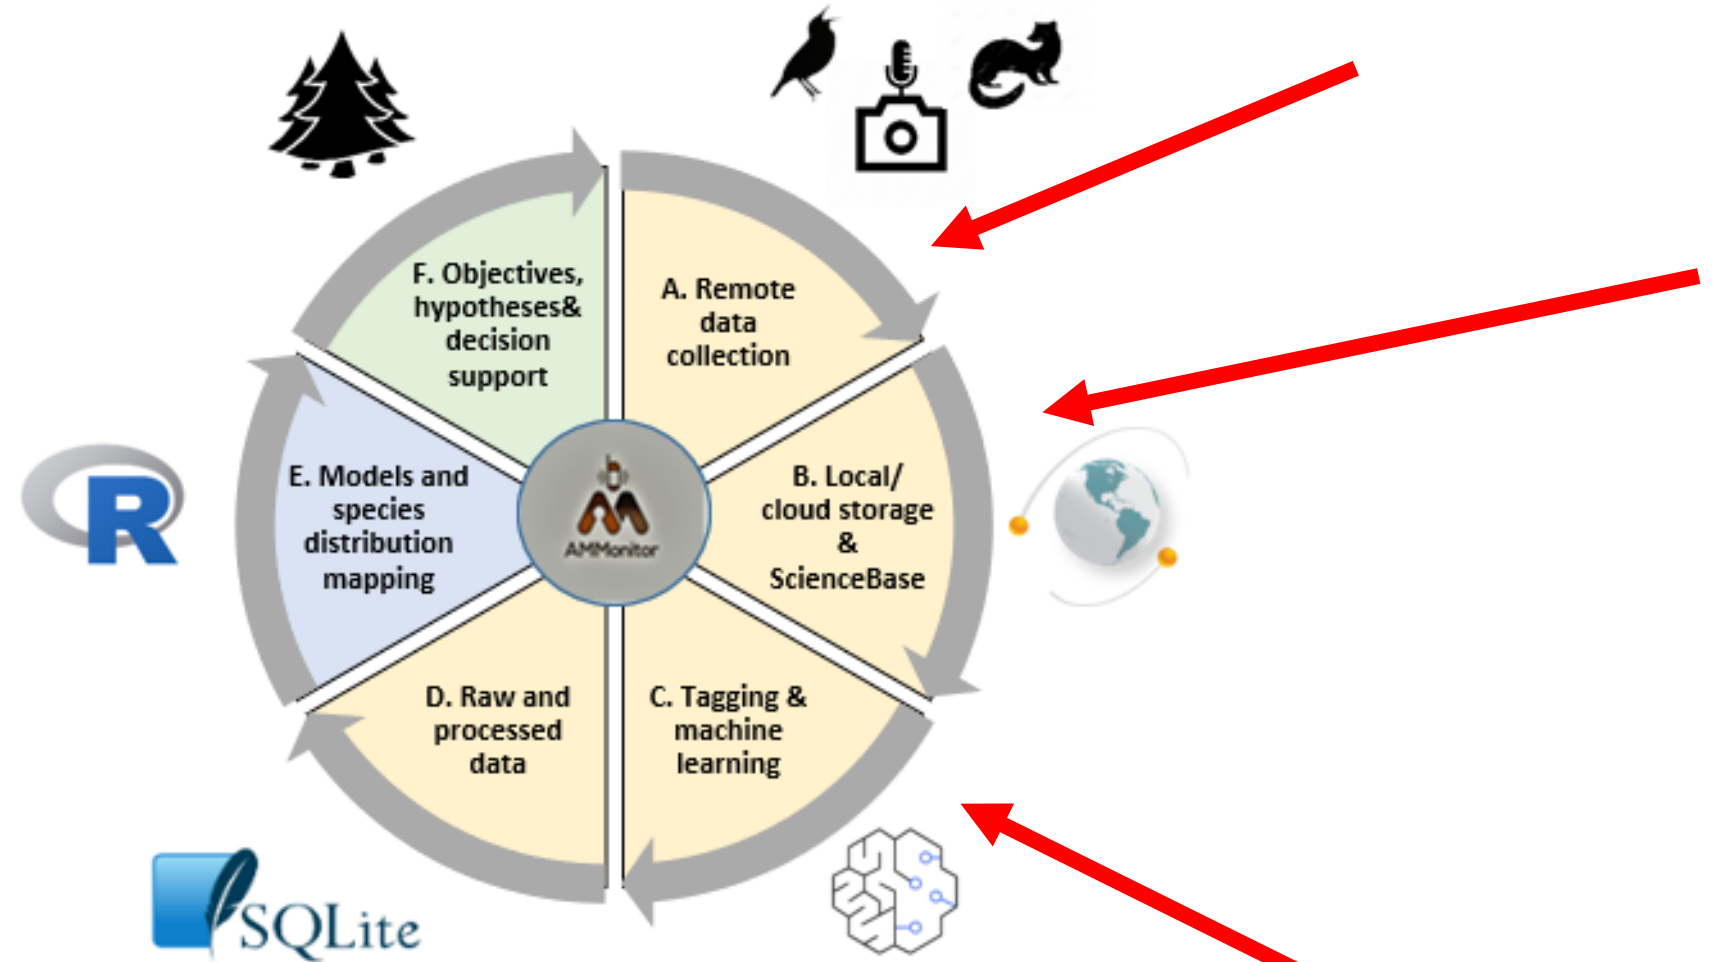 F. Objectives,
hypotheses&
decision
support
A. Remote
data
collection
B. Local/
cloud storage
&
ScienceBase
C. Tagging &
machine
learning
D. Raw and
processed
data
E. Models and
species
distribution
mapping
AMMonitor
R
SQLite